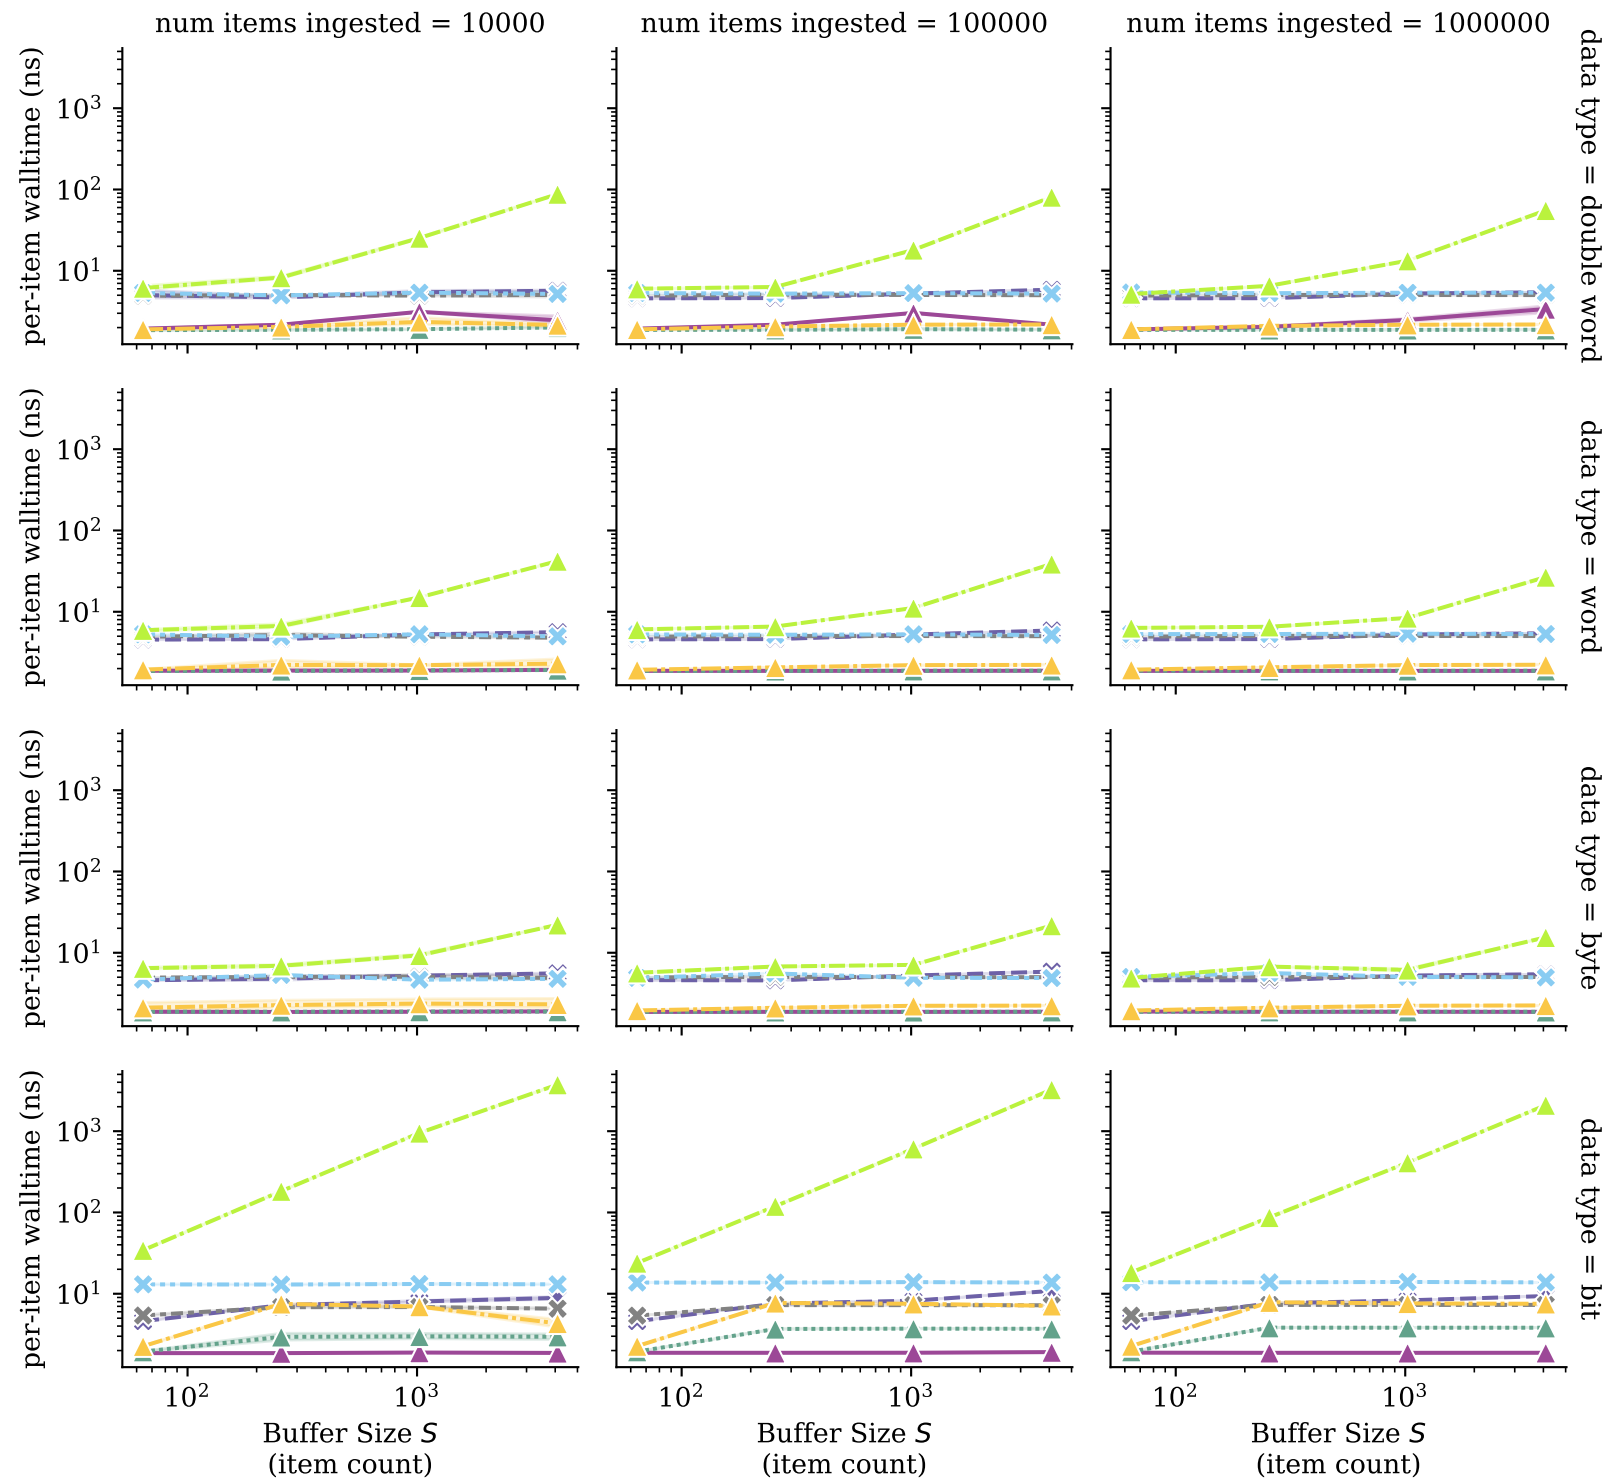 num items ingested = 10000
num items ingested = 100000
num items ingested = 1000000
per-item walltime (ns)
10³
10²
10¹
data type = double word
per-item walltime (ns)
10³
10²
10¹
data type = word
per-item walltime (ns)
10³
10²
10¹
data type = byte
per-item walltime (ns)
10³
10²
10¹
data type = bit
10²
10³
10²
10³
10²
10³
Buffer Size S
(item count)
Buffer Size S
(item count)
Buffer Size S
(item count)